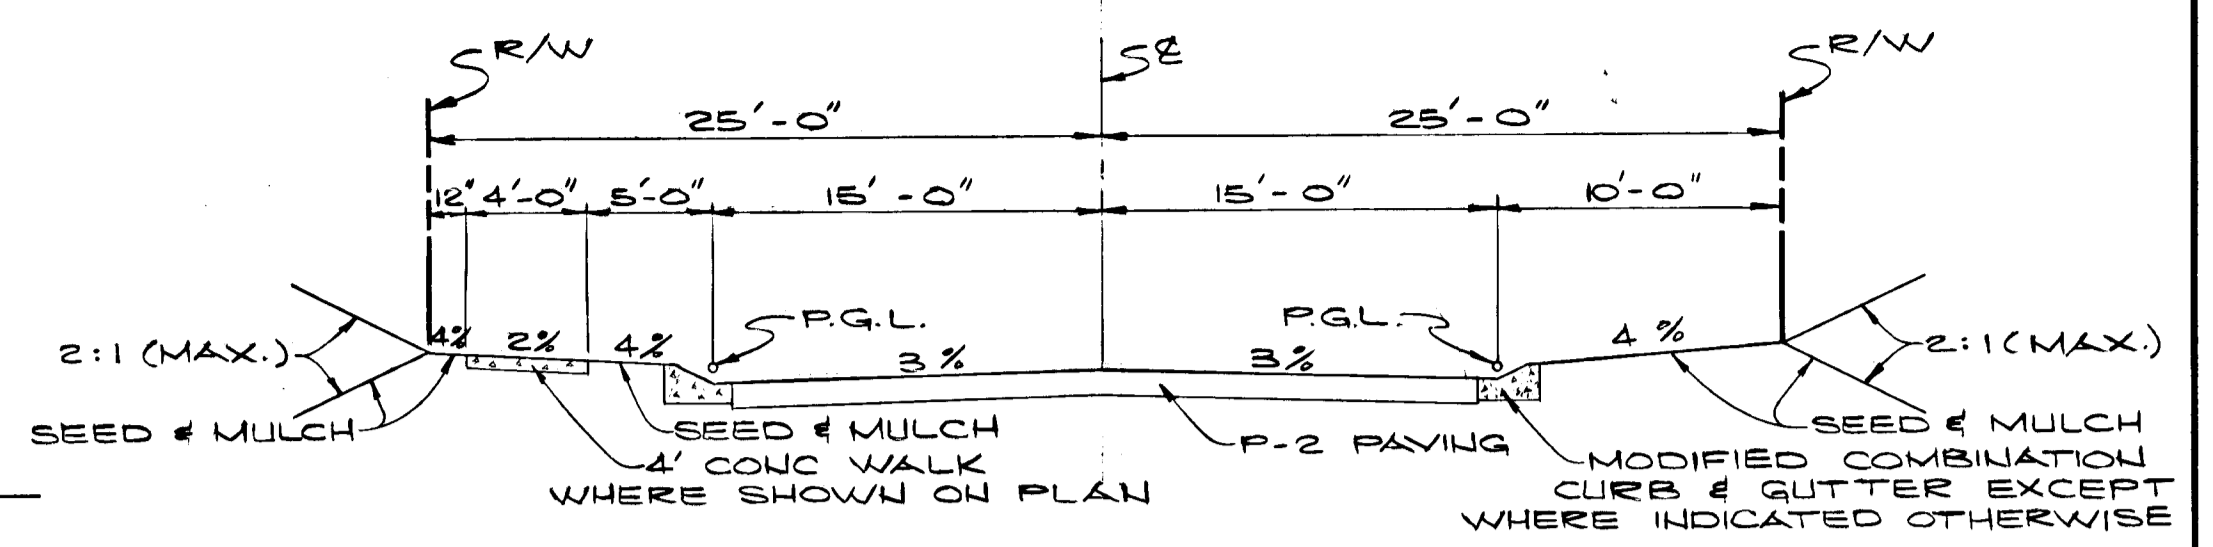 R/W
℄
R/W
25'-0"
25'-0"
12" 4'-0" 5'-0" 15'-0" 15'-0" 10'-0"
P.G.L.
P.G.L.
2:1 (MAX.)
4% 2% 4% 3% 3% 4%
2:1 (MAX.)
SEED & MULCH
SEED & MULCH
4' CONC WALK
WHERE SHOWN ON PLAN
P-2 PAVING
SEED & MULCH
MODIFIED COMBINATION
CURB & GUTTER EXCEPT
WHERE INDICATED OTHERWISE